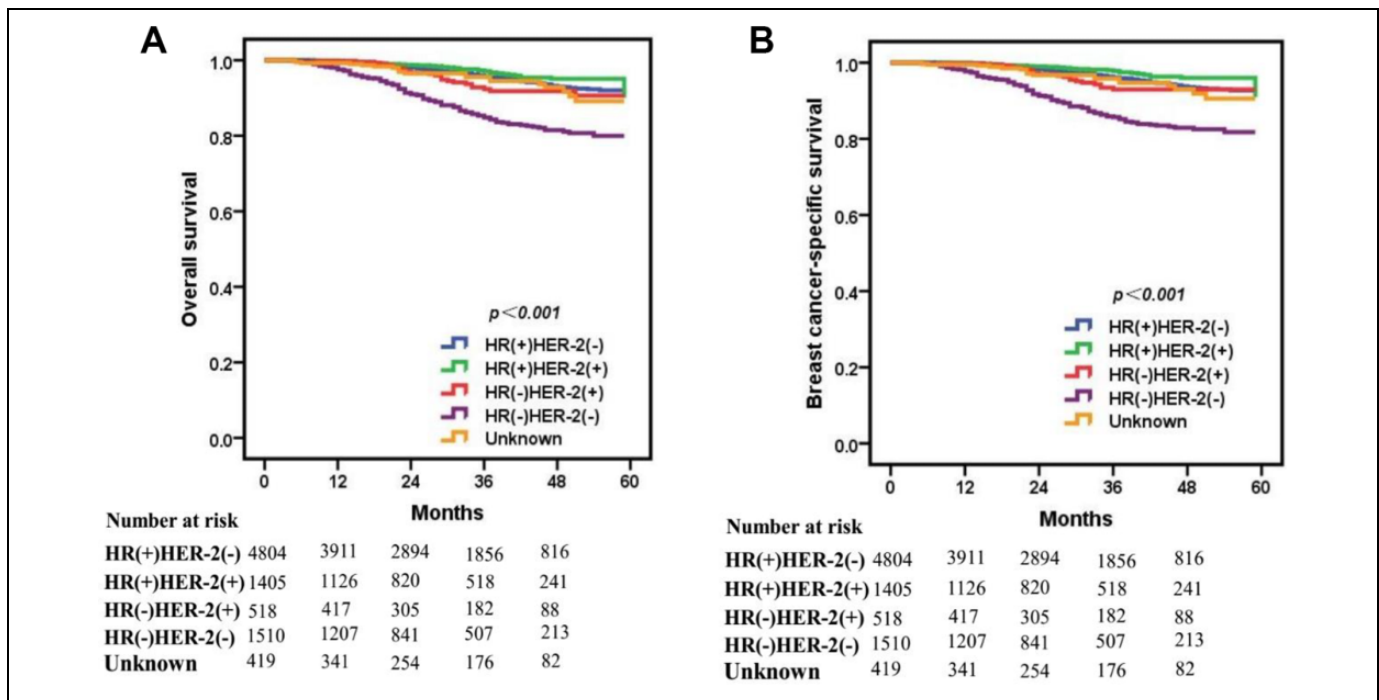 A
Overall survival
1.0
0.8
0.6
0.4
0.2
0.0
p<0.001
HR(+)HER-2(-)
HR(+)HER-2(+)
HR(-)HER-2(+)
HR(-)HER-2(-)
Unknown
0 12 24 36 48 60
Months
Number at risk
HR(+)HER-2(-) 4804 3911 2894 1856 816
HR(+)HER-2(+) 1405 1126 820 518 241
HR(-)HER-2(+) 518 417 305 182 88
HR(-)HER-2(-) 1510 1207 841 507 213
Unknown 419 341 254 176 82
B
Breast cancer-specific survival
1.0
0.8
0.6
0.4
0.2
0.0
p<0.001
HR(+)HER-2(-)
HR(+)HER-2(+)
HR(-)HER-2(+)
HR(-)HER-2(-)
Unknown
0 12 24 36 48 60
Months
Number at risk
HR(+)HER-2(-) 4804 3911 2894 1856 816
HR(+)HER-2(+) 1405 1126 820 518 241
HR(-)HER-2(+) 518 417 305 182 88
HR(-)HER-2(-) 1510 1207 841 507 213
Unknown 419 341 254 176 82